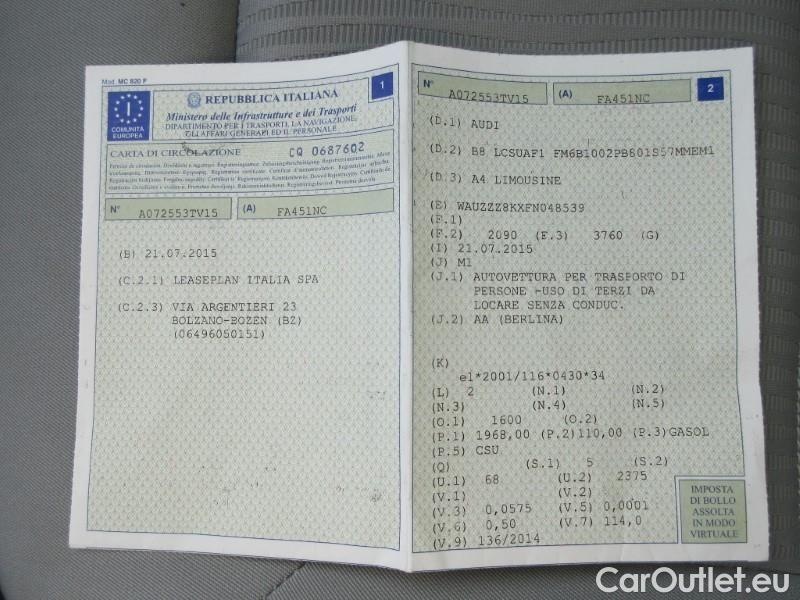 Mod. MC 820 F
1
I
COMUNITÀ
EUROPEA
REPUBBLICA ITALIANA
Ministero delle Infrastrutture e dei Trasporti
DIPARTIMENTO PER I TRASPORTI, LA NAVIGAZIONE,
GLI AFFARI GENERALI ED IL PERSONALE
CARTA DI CIRCOLAZIONE CQ 0687602
N° A072553TV15 (A) FA451NC
(B) 21.07.2015
(C.2.1) LEASEPLAN ITALIA SPA
(C.2.3) VIA ARGENTIERI 23
BOLZANO-BOZEN (BZ)
(06496050151)
N° A072553TV15 (A) FA451NC 2
(D.1) AUDI
(D.2) B8 LCSUAF1 FM6B1002PB801S57MMEM1
(D.3) A4 LIMOUSINE
(E) WAUZZZ8KXFN048539
(F.1)
(F.2) 2090 (F.3) 3760 (G)
(I) 21.07.2015
(J) M1
(J.1) AUTOVETTURA PER TRASPORTO DI
PERSONE -USO DI TERZI DA
LOCARE SENZA CONDUC.
(J.2) AA (BERLINA)
(K)
e1*2001/116*0430*34
(L) 2 (N.1) (N.2)
(N.3) (N.4) (N.5)
(O.1) 1600 (O.2)
(P.1) 1968,00 (P.2)110,00 (P.3)GASOL
(P.5) CSU
(Q) (S.1) 5 (S.2)
(U.1) 68 (U.2) 2375
(V.1) (V.2)
(V.3) 0,0575 (V.5) 0,0001
(V.6) 0,50 (V.7) 114,0
(V.9) 136/2014
IMPOSTA
DI BOLLO
ASSOLTA
IN MODO
VIRTUALE
CarOutlet.eu